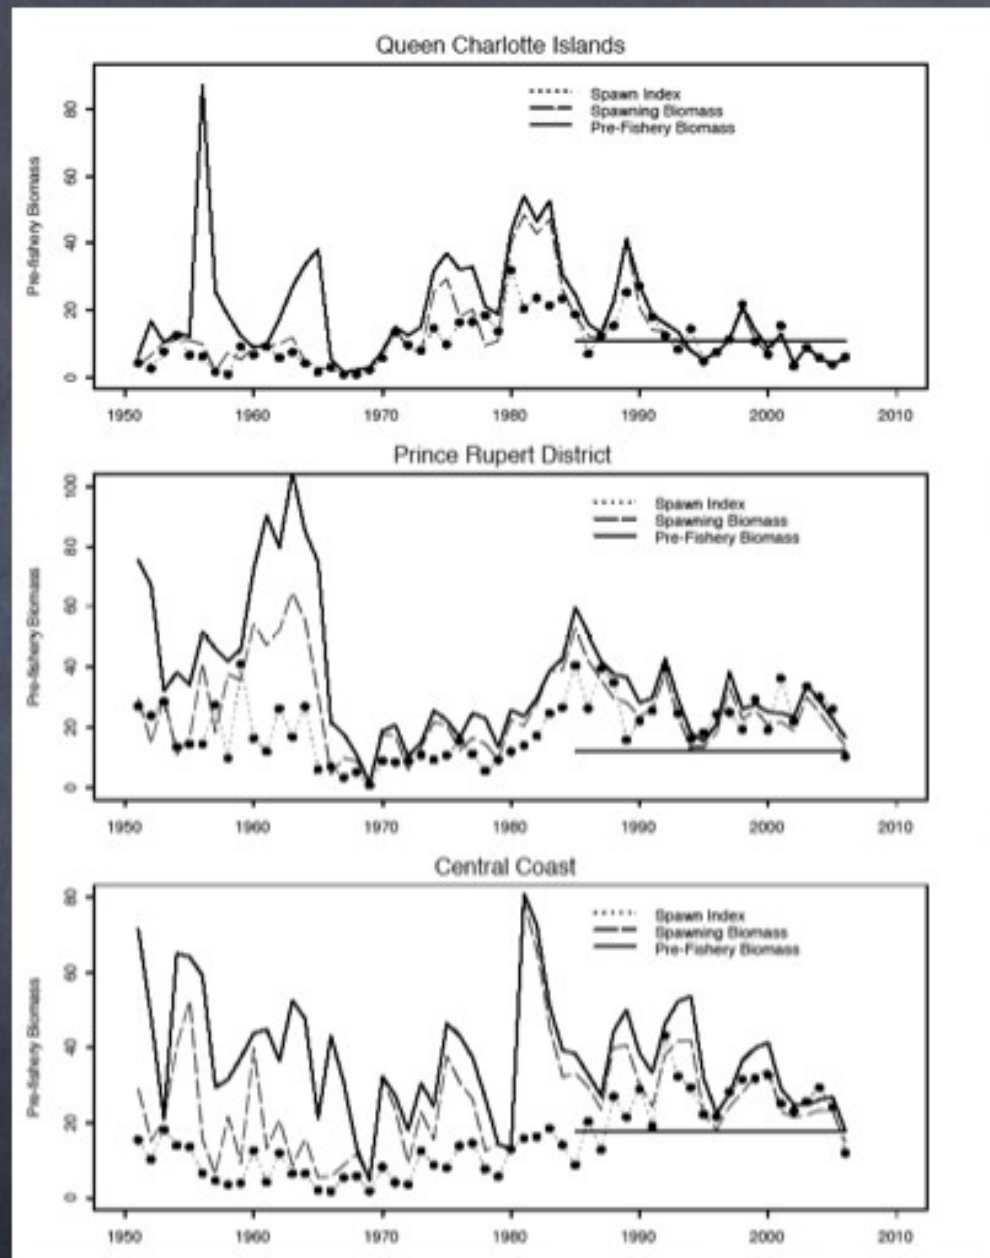 Queen Charlotte Islands
Pre-fishery Biomass
80
60
40
20
0
Spawn Index
Spawning Biomass
Pre-Fishery Biomass
1950 1960 1970 1980 1990 2000 2010
Prince Rupert District
Pre-fishery Biomass
100
80
60
40
20
0
Spawn Index
Spawning Biomass
Pre-Fishery Biomass
1950 1960 1970 1980 1990 2000 2010
Central Coast
Pre-fishery Biomass
80
60
40
20
0
Spawn Index
Spawning Biomass
Pre-Fishery Biomass
1950 1960 1970 1980 1990 2000 2010